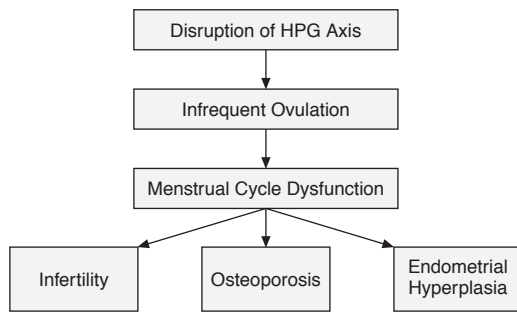 Disruption of HPG Axis
Infrequent Ovulation
Menstrual Cycle Dysfunction
Infertility
Osteoporosis
Endometrial
Hyperplasia